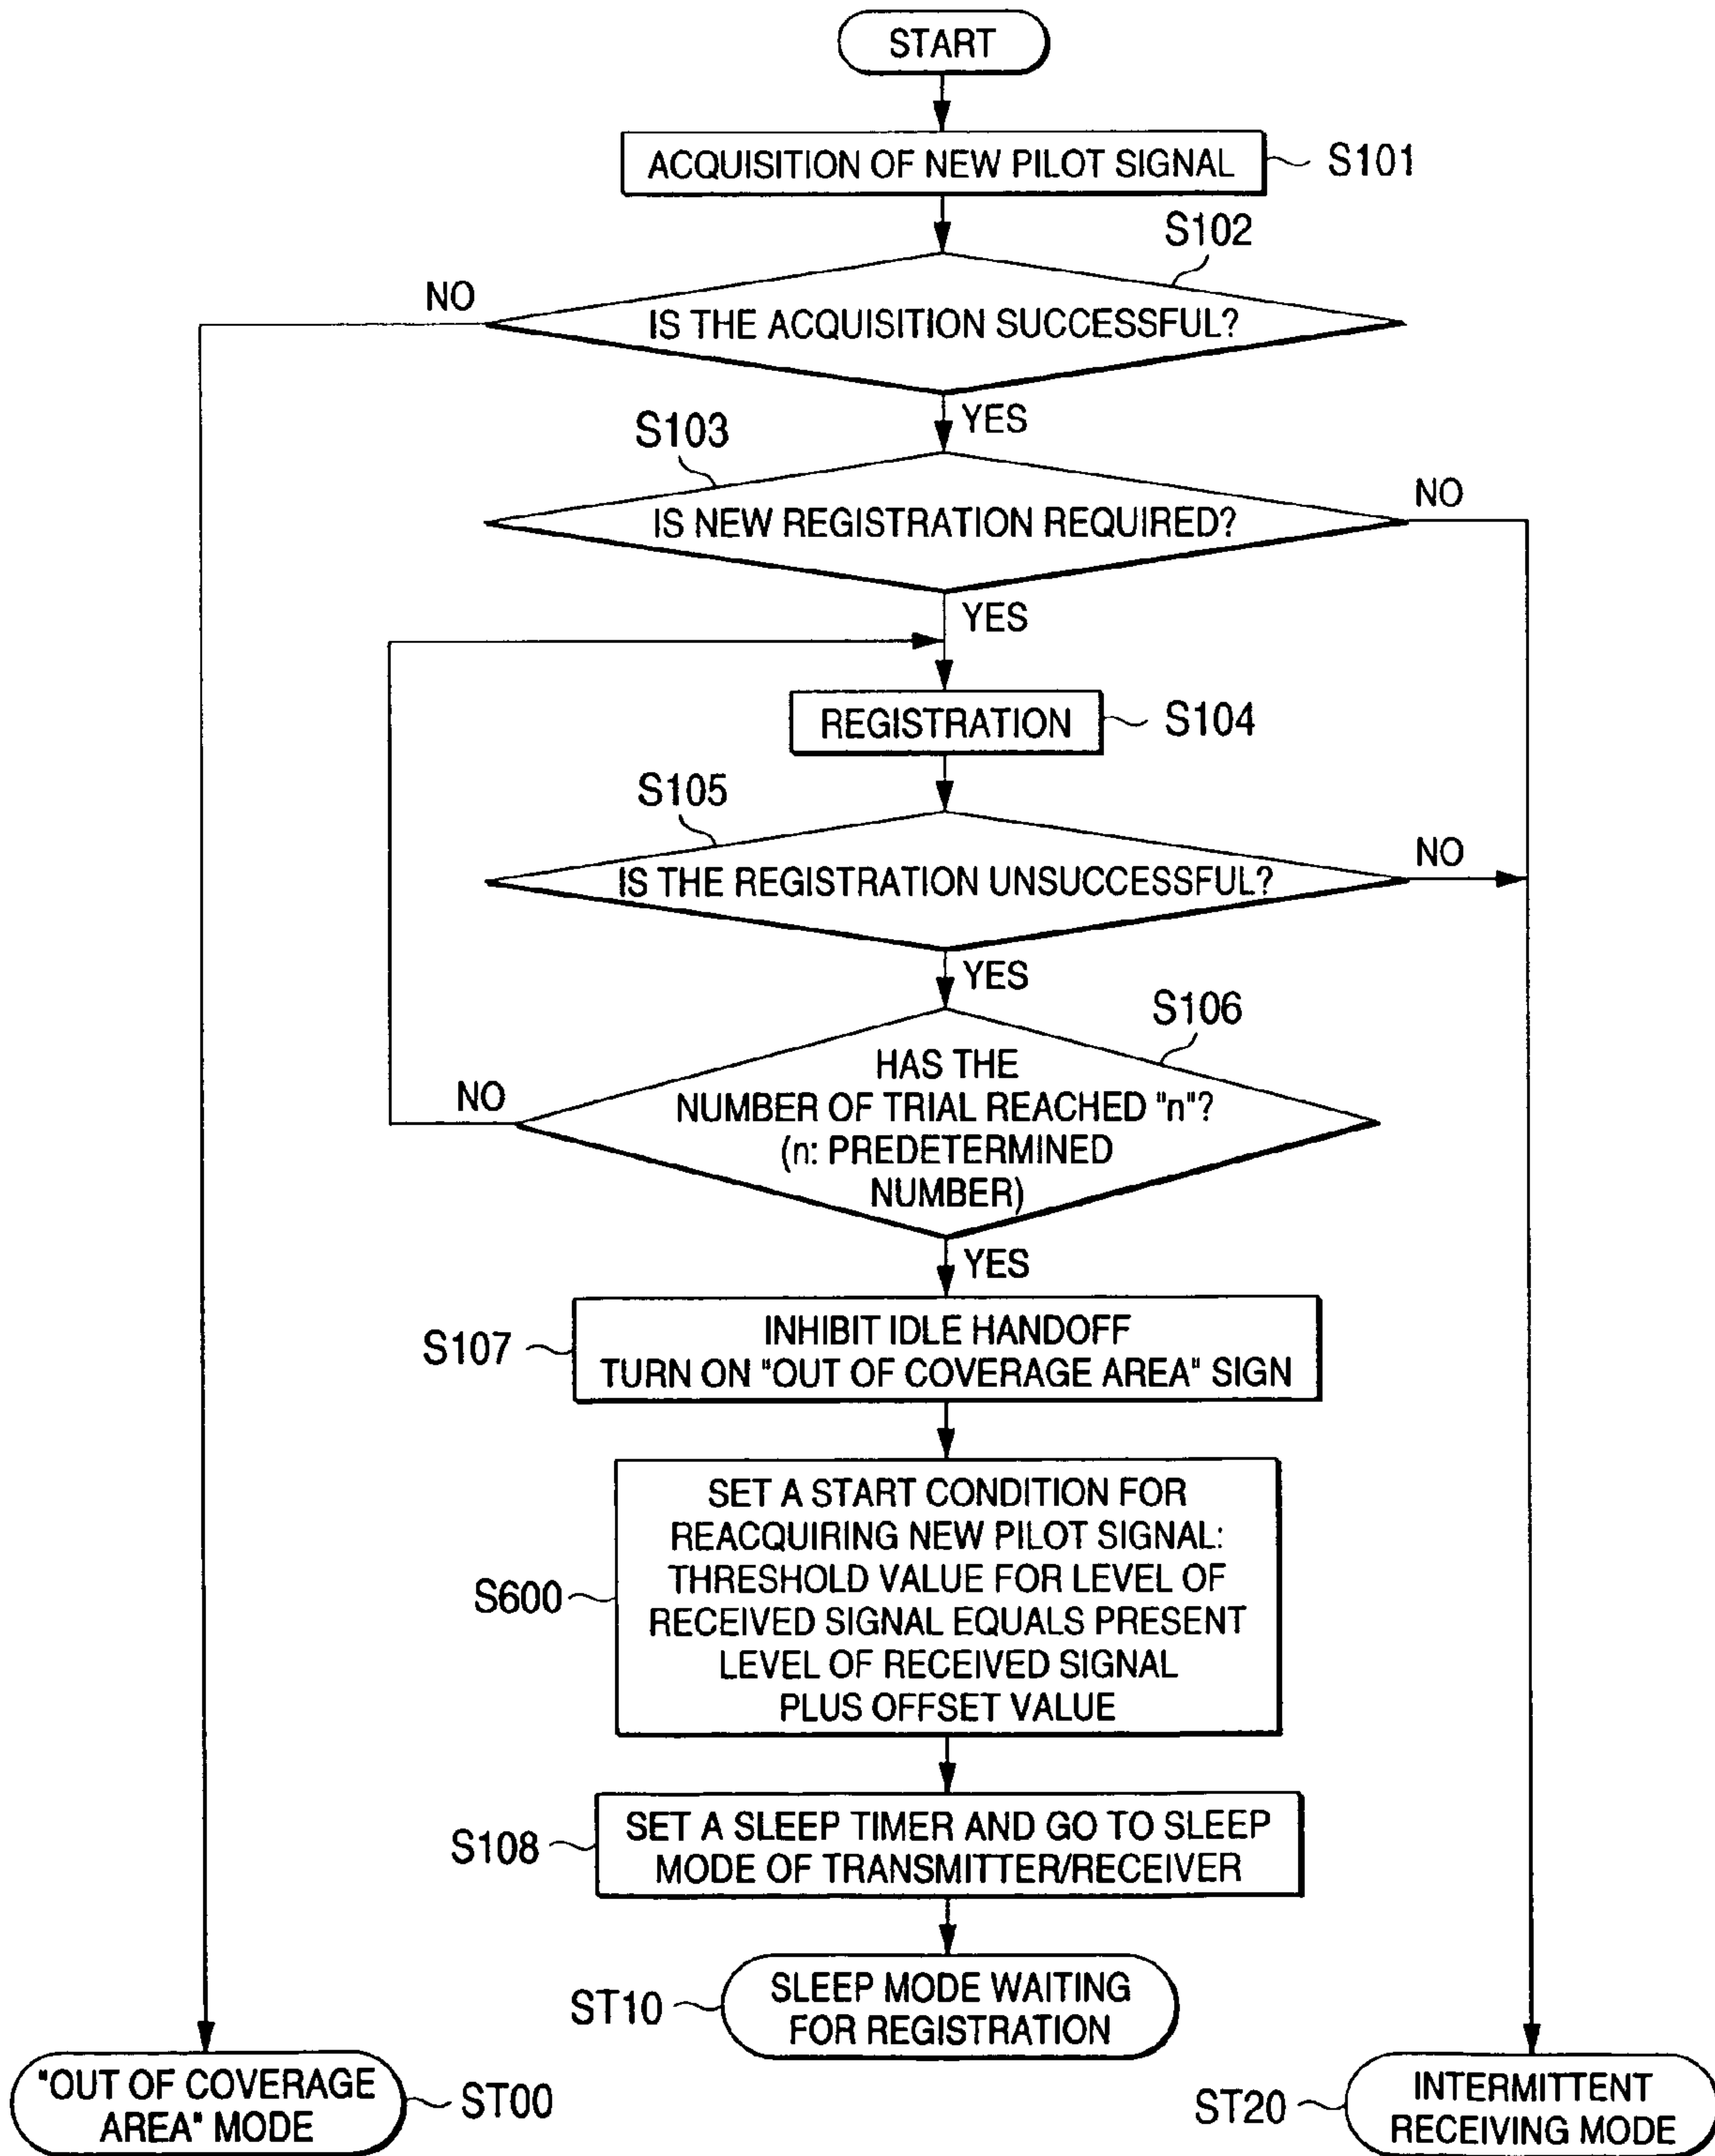 START
ACQUISITION OF NEW PILOT SIGNAL
S101
S102
NO
IS THE ACQUISITION SUCCESSFUL?
YES
S103
NO
IS NEW REGISTRATION REQUIRED?
YES
REGISTRATION
S104
S105
NO
IS THE REGISTRATION UNSUCCESSFUL?
YES
S106
NO
HAS THE
NUMBER OF TRIAL REACHED "n"?
(n: PREDETERMINED
NUMBER)
YES
S107
INHIBIT IDLE HANDOFF
TURN ON "OUT OF COVERAGE AREA" SIGN
S600
SET A START CONDITION FOR
REACQUIRING NEW PILOT SIGNAL:
THRESHOLD VALUE FOR LEVEL OF
RECEIVED SIGNAL EQUALS PRESENT
LEVEL OF RECEIVED SIGNAL
PLUS OFFSET VALUE
S108
SET A SLEEP TIMER AND GO TO SLEEP
MODE OF TRANSMITTER/RECEIVER
ST10
SLEEP MODE WAITING
FOR REGISTRATION
"OUT OF COVERAGE
AREA" MODE
ST00
ST20
INTERMITTENT
RECEIVING MODE